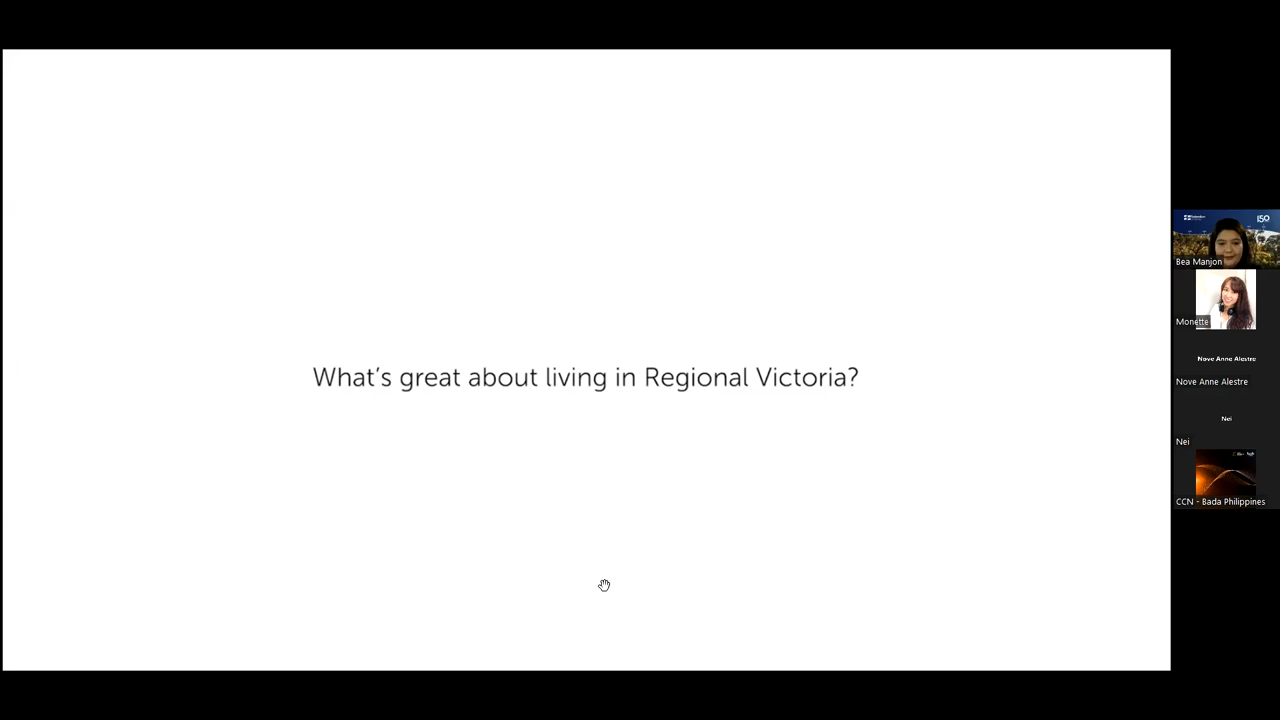 What's great about living in Regional Victoria?
150
Bea Manjon
Monette
Nove Anne Alestre
Nove Anne Alestre
Nei
Nei
CCN - Bada Philippines